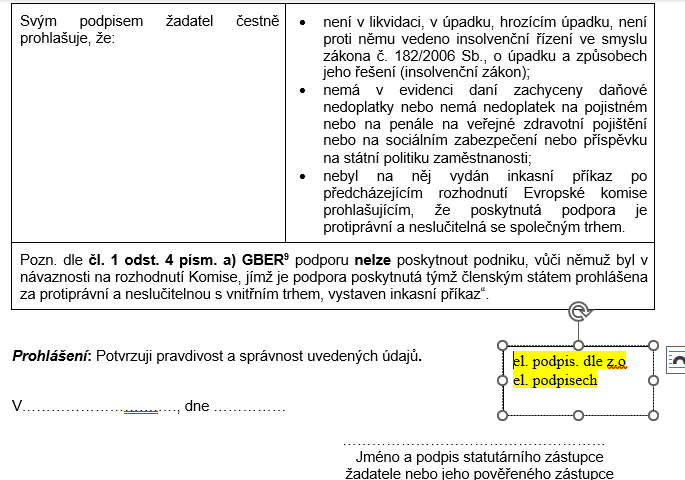 Svým podpisem žadatel čestně
prohlašuje, že:
• není v likvidaci, v úpadku, hrozícím úpadku, není
proti němu vedeno insolvenční řízení ve smyslu
zákona č. 182/2006 Sb., o úpadku a způsobech
jeho řešení (insolvenční zákon);
• nemá v evidenci daní zachyceny daňové
nedoplatky nebo nemá nedoplatek na pojistném
nebo na penále na veřejné zdravotní pojištění
nebo na sociálním zabezpečení nebo příspěvku
na státní politiku zaměstnanosti;
• nebyl na něj vydán inkasní příkaz po
předcházejícím rozhodnutí Evropské komise
prohlašujícím, že poskytnutá podpora je
protiprávní a neslučitelná se společným trhem.
Pozn. dle čl. 1 odst. 4 písm. a) GBER⁹ podporu nelze poskytnout podniku, vůči němuž byl v
návaznosti na rozhodnutí Komise, jímž je podpora poskytnutá týmž členským státem prohlášena
za protiprávní a neslučitelnou s vnitřním trhem, vystaven inkasní příkaz“.
Prohlášení: Potvrzuji pravdivost a správnost uvedených údajů.
el. podpis. dle z.o
el. podpisech
V……………………………, dne ……………
……………………………………………
Jméno a podpis statutárního zástupce
žadatele nebo jeho pověřeného zástupce